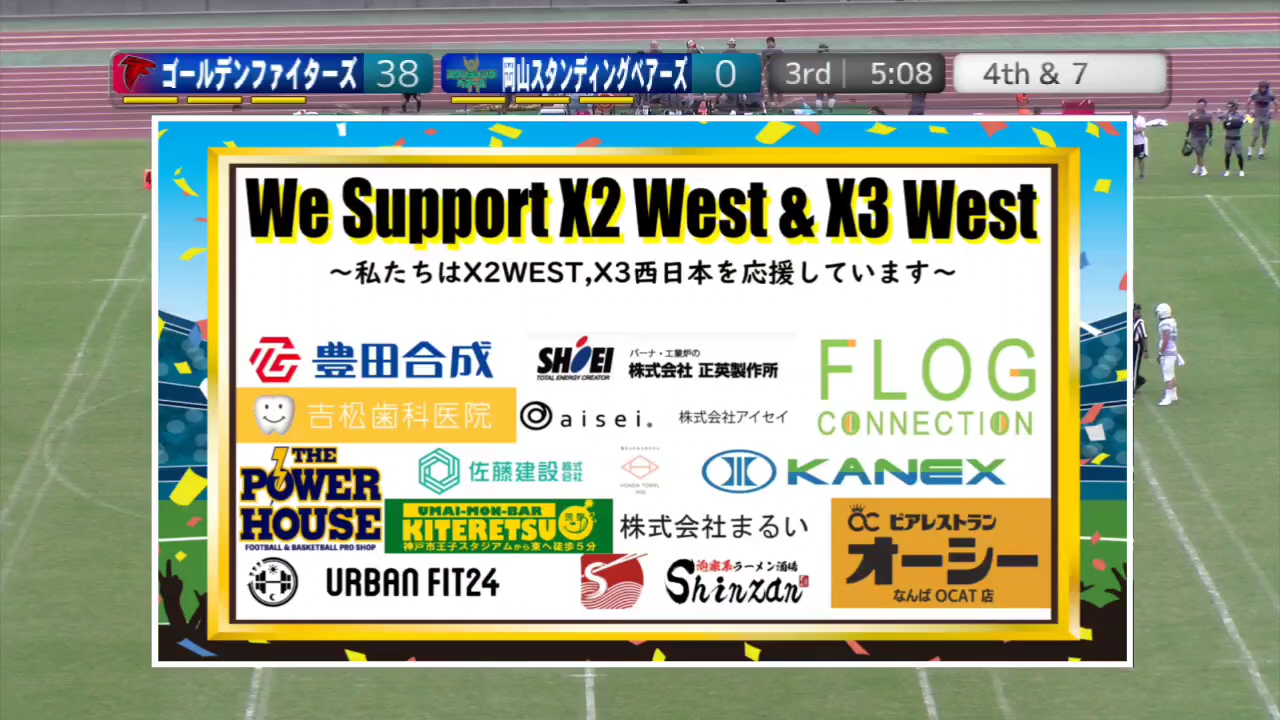 ゴールデンファイターズ 38 岡山スタンディングベアーズ 0 3rd 5:08 4th & 7
We Support X2 West & X3 West
～私たちはX2WEST,X3西日本を応援しています～
豊田合成
SHOEI
TOTAL ENERGY CREATOR
バーナ・工業炉の
株式会社 正英製作所
FLOG
CONNECTION
吉松歯科医院
aisei.
株式会社アイセイ
THE
POWER
HOUSE
FOOTBALL & BASKETBALL PRO SHOP
佐藤建設株式会社
HONDA TOWEL
KANEX
UMAI-MON-BAR
KITERETSU
神戸市王子スタジアムから東へ徒歩5分
株式会社まるい
OC ビアレストラン
オーシー
なんば OCAT 店
URBAN FIT24
泡家系ラーメン酒場
Shinzan